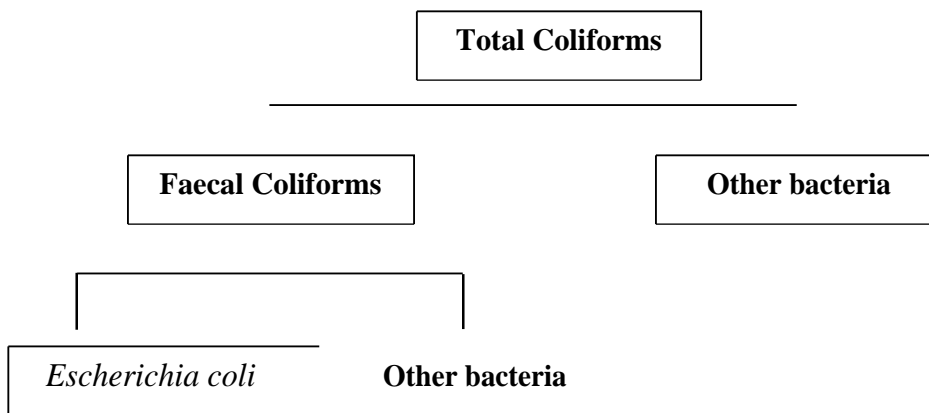 Total Coliforms
Faecal Coliforms
Other bacteria
Escherichia coli
Other bacteria